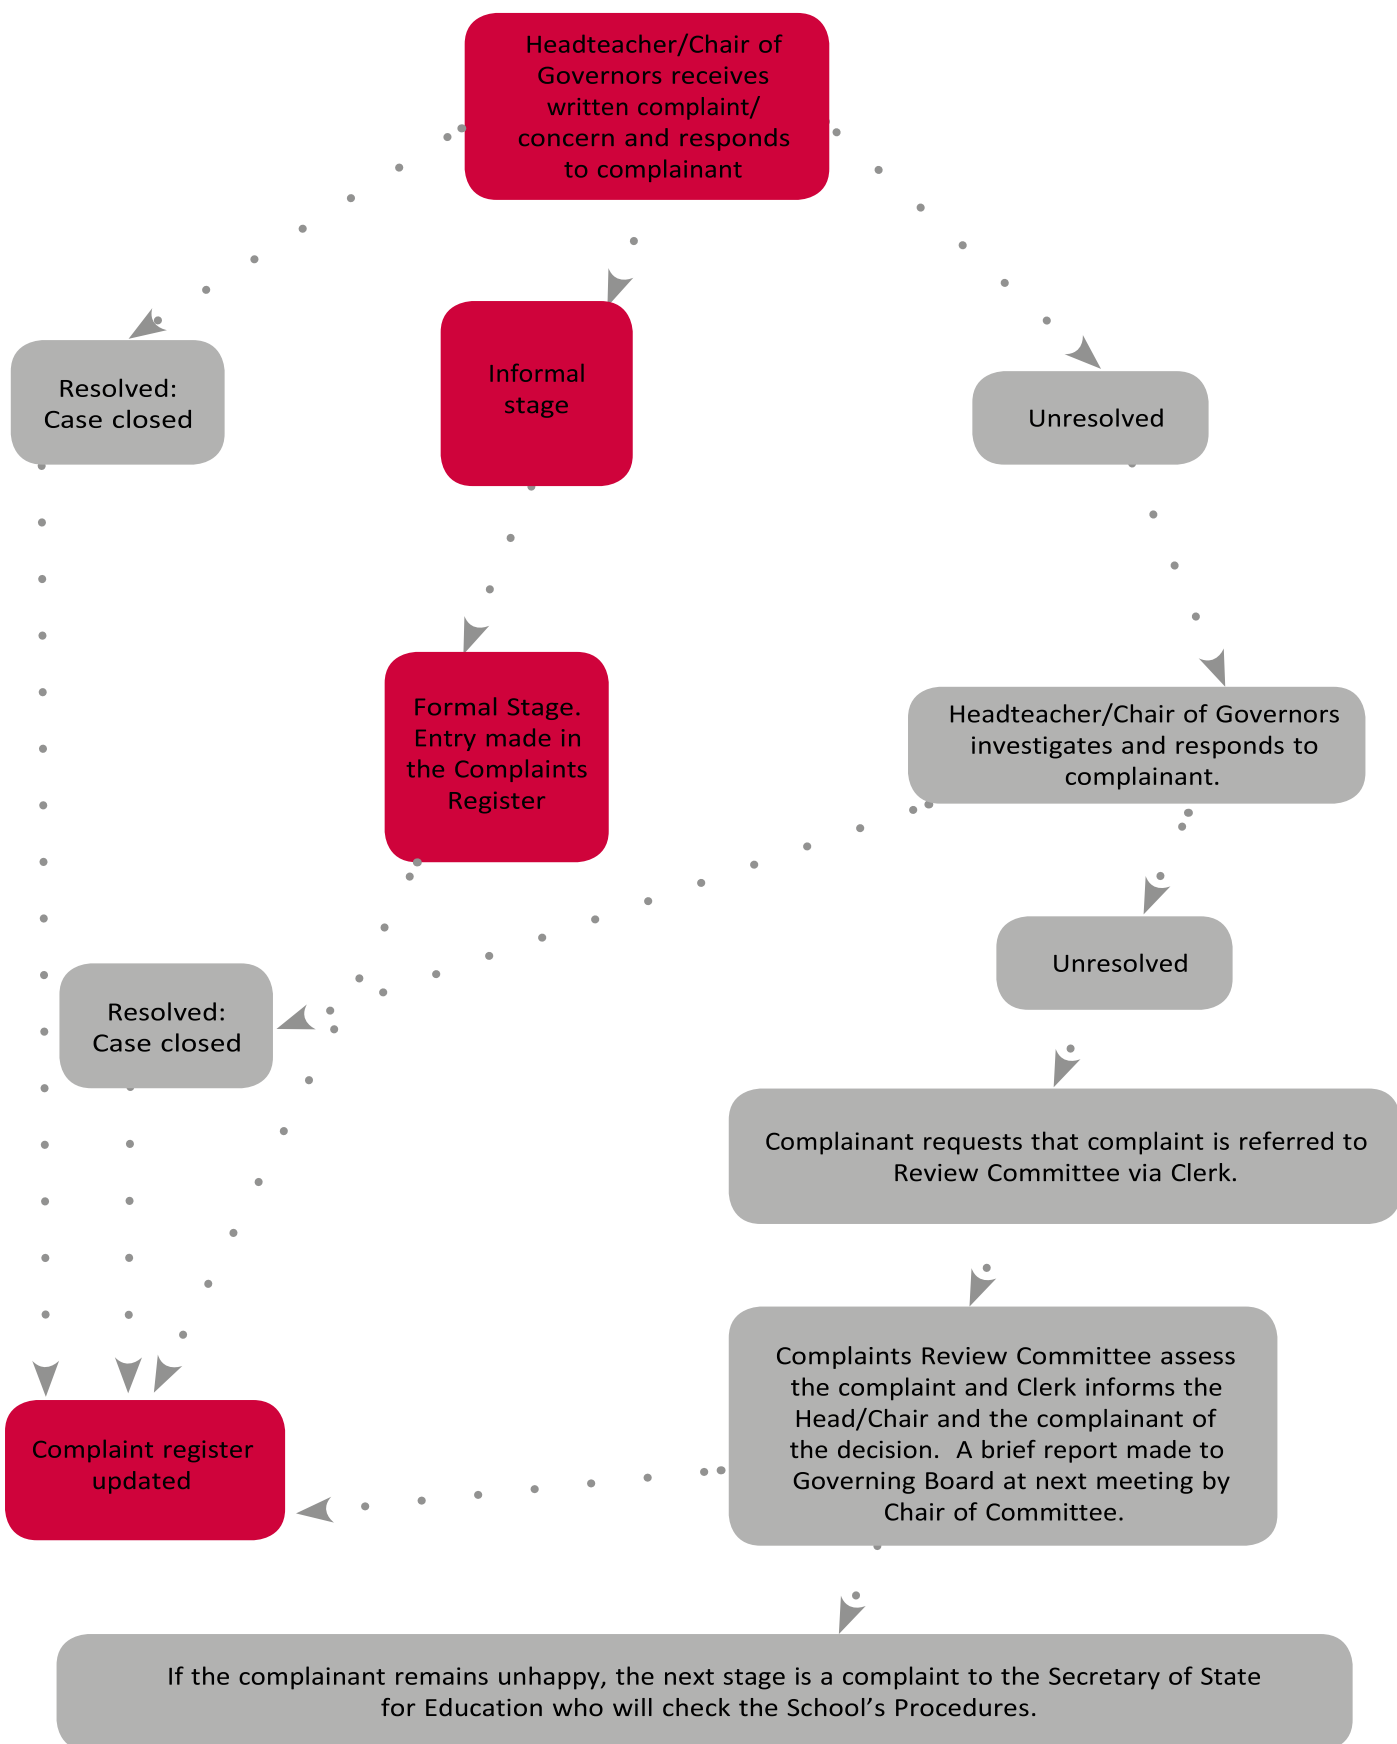 Headteacher/Chair of
Governors receives
written complaint/
concern and responds
to complainant
Resolved:
Case closed
Informal
stage
Unresolved
Formal Stage.
Entry made in
the Complaints
Register
Headteacher/Chair of Governors
investigates and responds to
complainant.
Unresolved
Resolved:
Case closed
Complainant requests that complaint is referred to
Review Committee via Clerk.
Complaints Review Committee assess
the complaint and Clerk informs the
Head/Chair and the complainant of
the decision.  A brief report made to
Governing Board at next meeting by
Chair of Committee.
Complaint register
updated
If the complainant remains unhappy, the next stage is a complaint to the Secretary of State
for Education who will check the School’s Procedures.